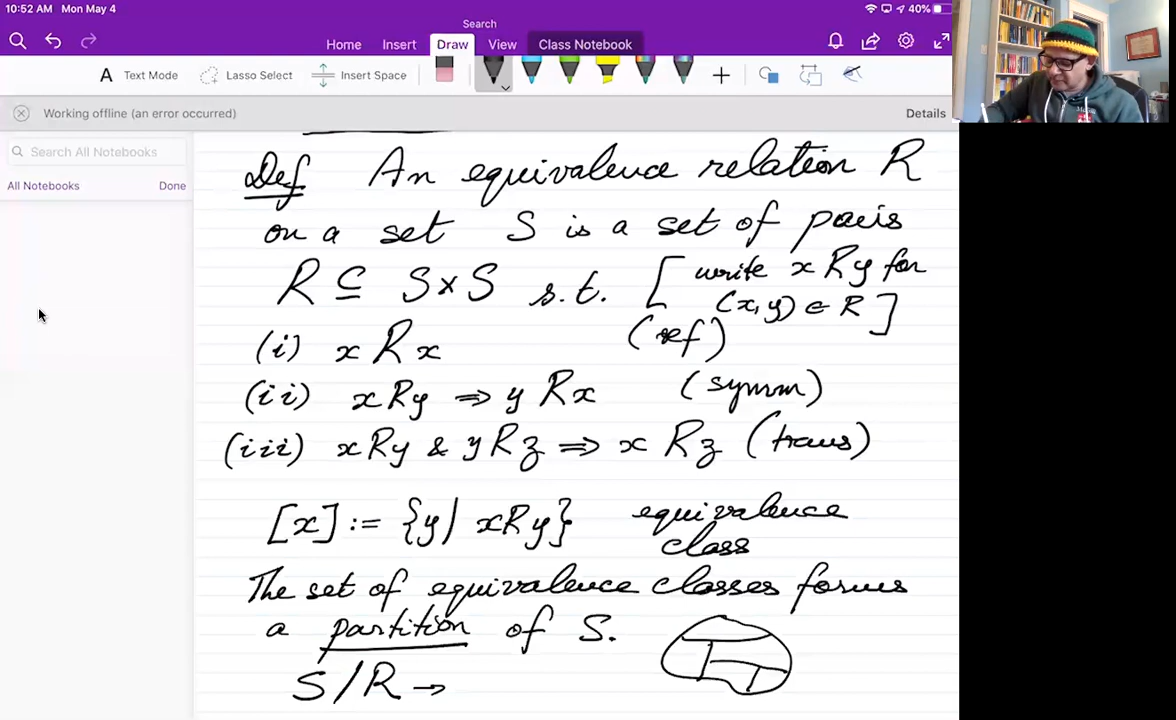 10:52 AM Mon May 4
40%
Search
Home Insert Draw View Class Notebook
Text Mode Lasso Select Insert Space
Working offline (an error occurred) Details
Search All Notebooks
All Notebooks Done
Def An equivalence relation R
on a set S is a set of pairs
R ⊆ S×S s.t. [write xRy for
(x,y) ∈ R]
(i) x R x (ref)
(ii) xRy ⇒ y Rx (symm)
(iii) xRy & yRz ⇒ x Rz (trans)
[x] := {y| xRy} equivalence
class
The set of equivalence classes forms
a partition of S.
S/R →